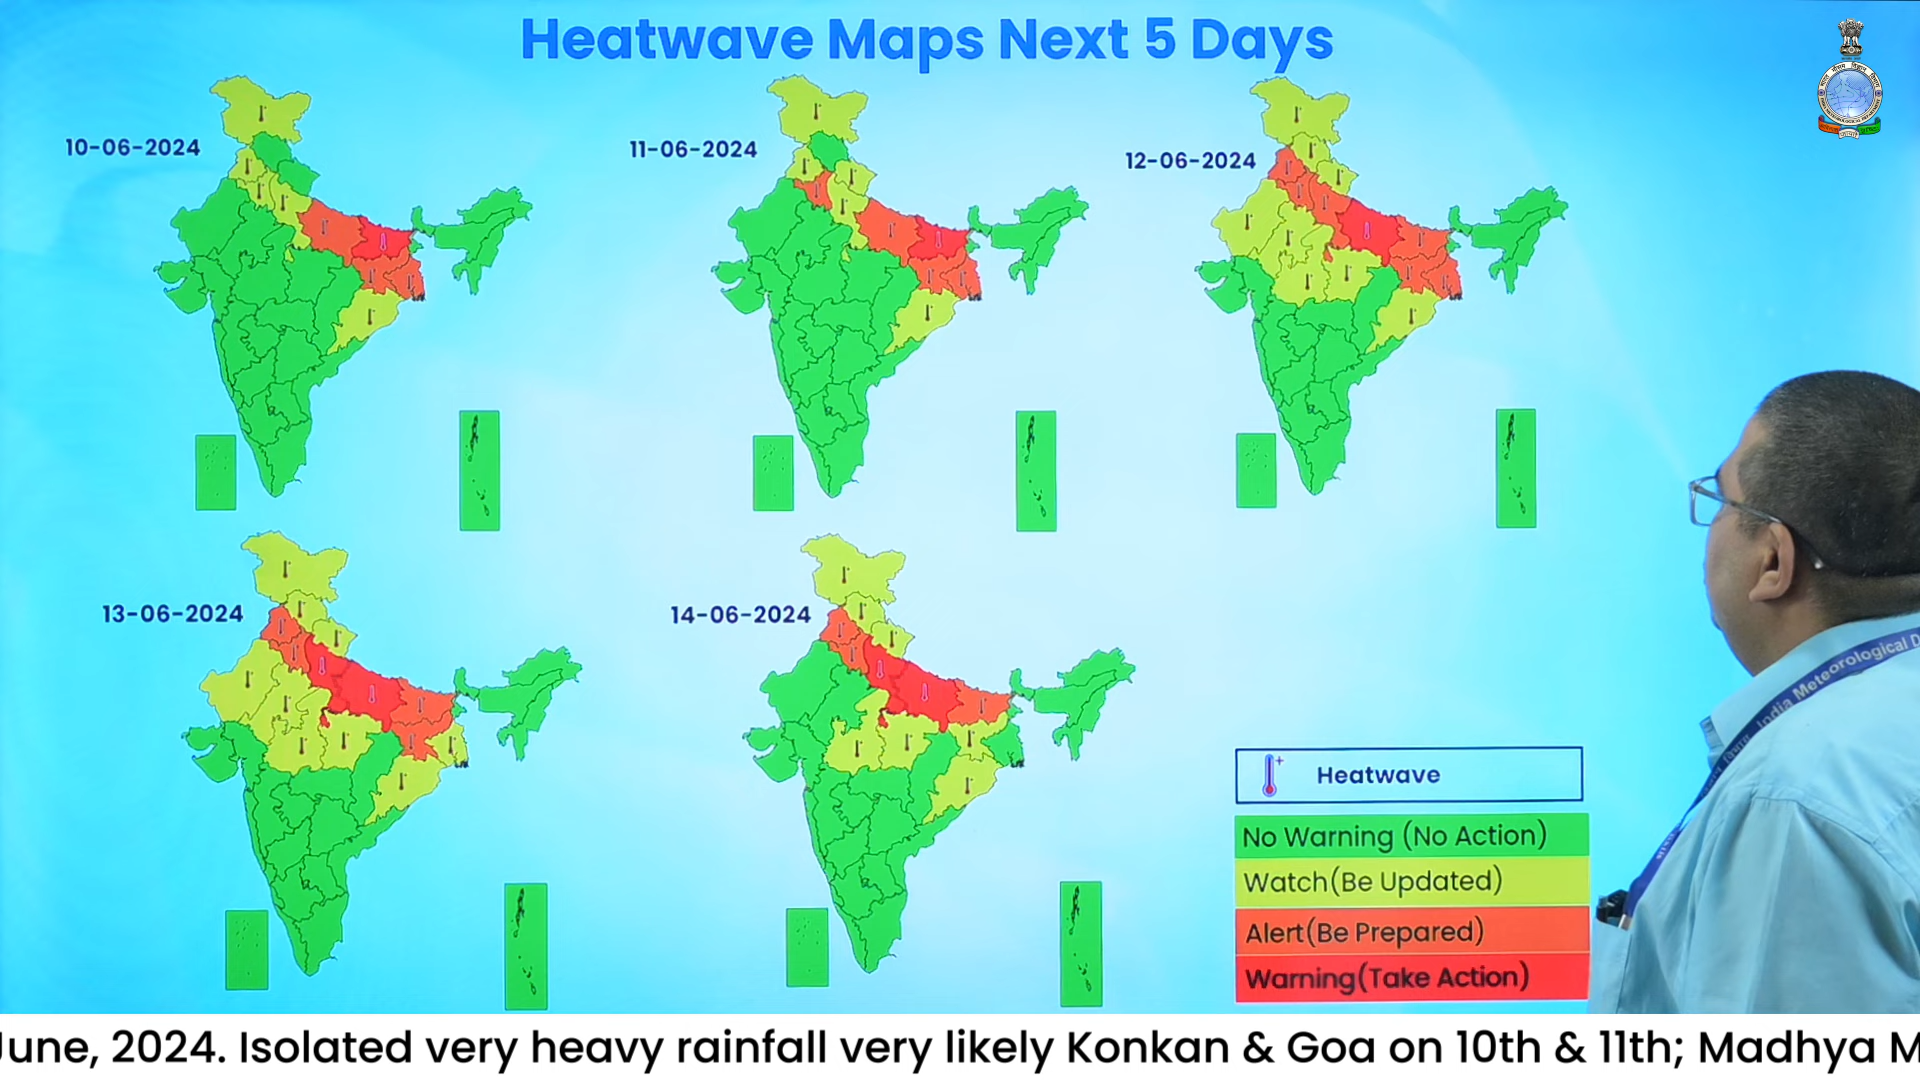 Heatwave Maps Next 5 Days
10-06-2024
11-06-2024
12-06-2024
13-06-2024
14-06-2024
Heatwave
No Warning (No Action)
Watch(Be Updated)
Alert(Be Prepared)
Warning(Take Action)
India Meteorological D
June, 2024. Isolated very heavy rainfall very likely Konkan & Goa on 10th & 11th; Madhya M